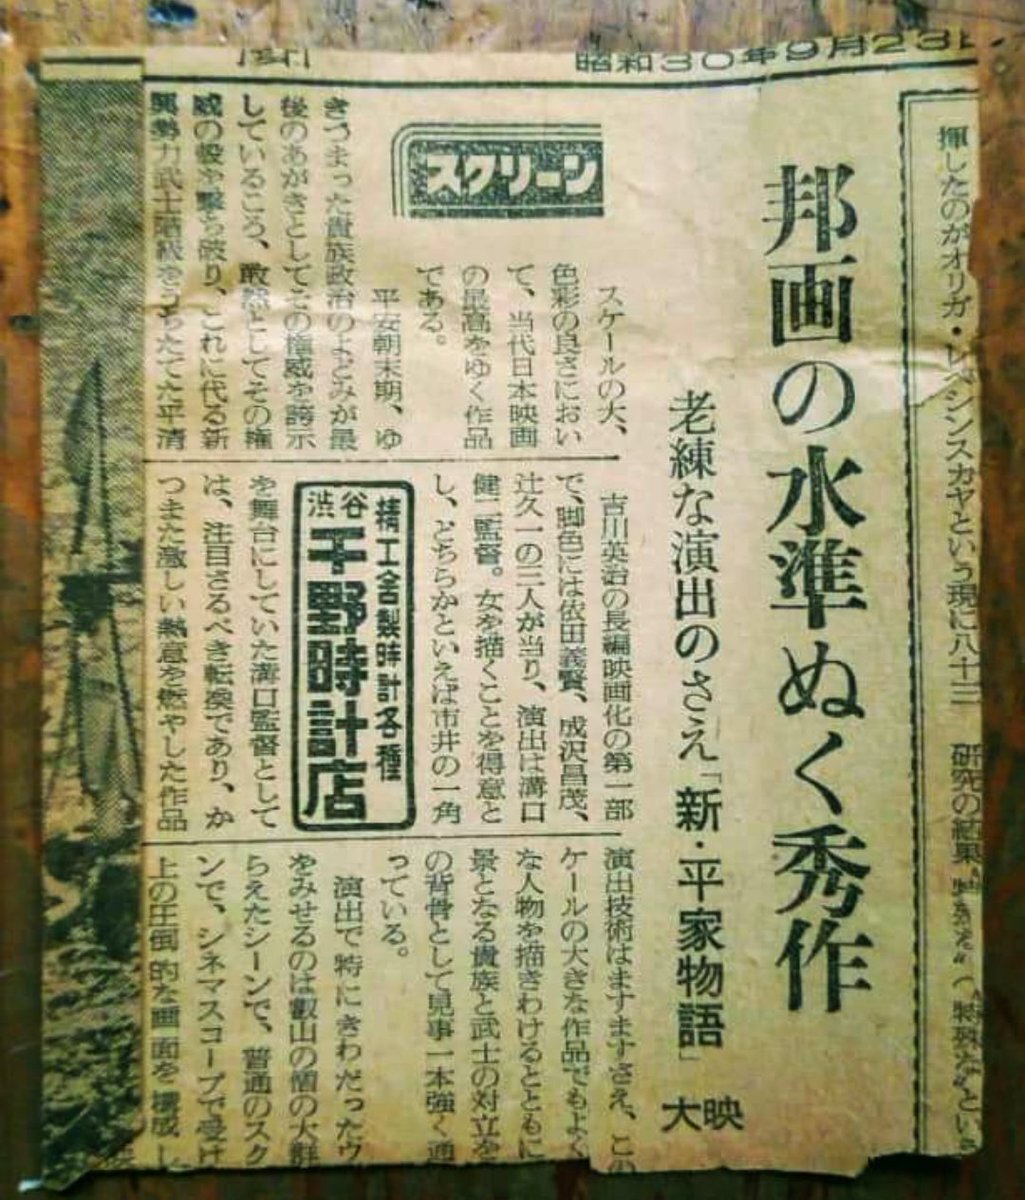 昭和30年9月23日
揮したのがオリガ・レペシンスカヤという現に八十三
研究の結果
邦画の水準ぬく秀作
老練な演出のさえ「新・平家物語」
大映
スクリーン
スケールの大、
色彩の良さにおい
て、当代日本映画
の最高をゆく作品
である。
平安朝末期、ゆ
きづまった貴族政治のよどみが最
後のあがきとしてその権威を誇示
しているころ、敢然としてその権
威の殻を撃ち破り、これに代る新
興勢力武士階級をうちたてた平清
吉川英治の長編映画化の第一部
で、脚色には依田義賢、成沢昌茂、
辻久一の三人が当り、演出は溝口
健二監督。女を描くことを得意と
し、どちらかといえば市井の一角
を舞台にしていた溝口監督として
は、注目さるべき転換であり、か
つまた激しい熱意を燃やした作品
精工舎製時計各種
渋谷
平野時計店
演出技術はますますさえ、この
ケールの大きな作品でもよく
な人物を描きわけるとともに
景となる貴族と武士の対立を
の背骨として見事一本強く通
っている。
演出で特にきわだったヴ
をみせるのは叡山の僧の大群
らえたシーンで、普通のスク
ンで、シネマスコープで受け
上の圧倒的な画面を構成し